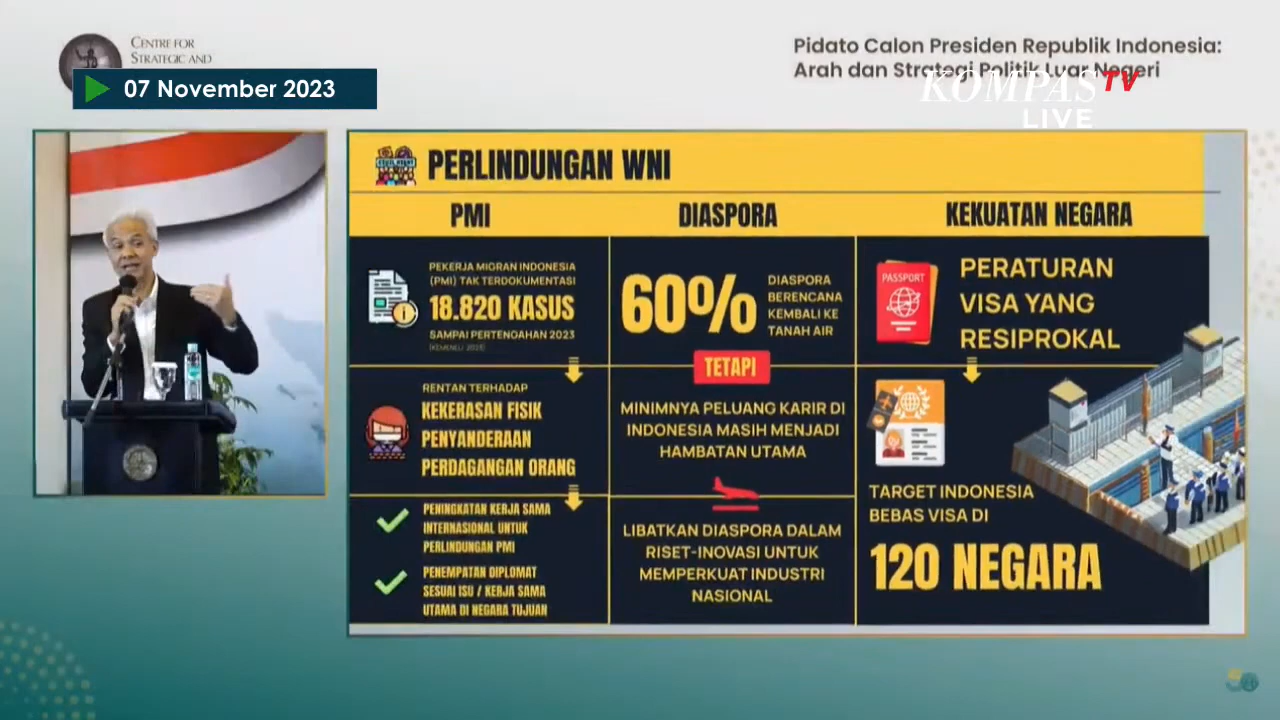 CENTRE FOR
STRATEGIC AND
07 November 2023
Pidato Calon Presiden Republik Indonesia:
Arah dan Strategi Politik Luar Negeri
KOMPAS TV
LIVE
PERLINDUNGAN WNI
PMI
PEKERJA MIGRAN INDONESIA
(PMI) TAK TERDOKUMENTASI
18.820 KASUS
SAMPAI PERTENGAHAN 2023
(KEMENLU, 2023)
RENTAN TERHADAP
KEKERASAN FISIK
PENYANDERAAN
PERDAGANGAN ORANG
PENINGKATAN KERJA SAMA
INTERNASIONAL UNTUK
PERLINDUNGAN PMI
PENEMPATAN DIPLOMAT
SESUAI ISU / KERJA SAMA
UTAMA DI NEGARA TUJUAN
DIASPORA
60%
DIASPORA
BERENCANA
KEMBALI KE
TANAH AIR
TETAPI
MINIMNYA PELUANG KARIR DI
INDONESIA MASIH MENJADI
HAMBATAN UTAMA
LIBATKAN DIASPORA DALAM
RISET-INOVASI UNTUK
MEMPERKUAT INDUSTRI
NASIONAL
KEKUATAN NEGARA
PASSPORT
PERATURAN
VISA YANG
RESIPROKAL
TARGET INDONESIA
BEBAS VISA DI
120 NEGARA